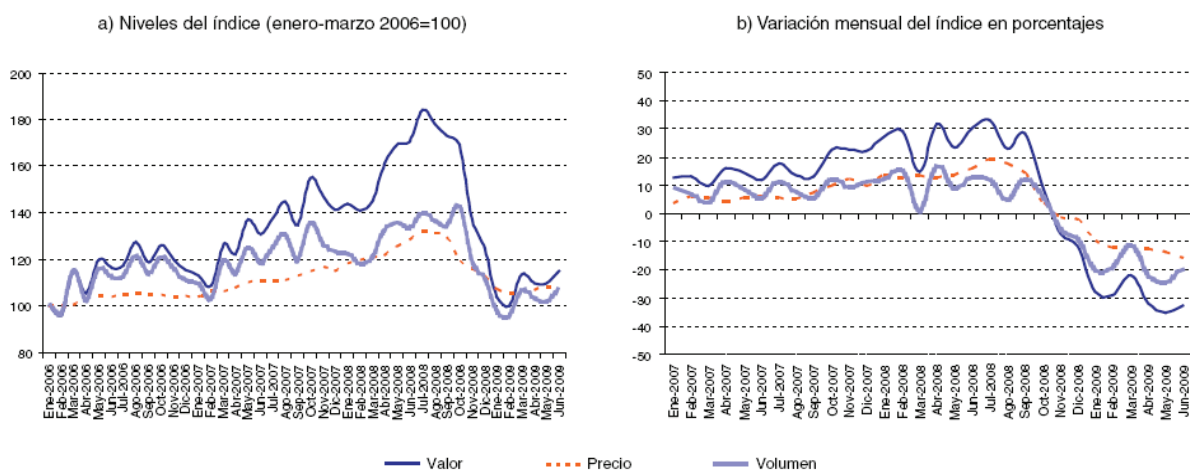 a) Niveles del índice (enero-marzo 2006=100)
200
180
160
140
120
100
80
Ene-2006
Feb-2006
Mar-2006
Abr-2006
May-2006
Jun-2006
Jul-2006
Ago-2006
Sep-2006
Oct-2006
Nov-2006
Dic-2006
Ene-2007
Feb-2007
Mar-2007
Abr-2007
May-2007
Jun-2007
Jul-2007
Ago-2007
Sep-2007
Oct-2007
Nov-2007
Dic-2007
Ene-2008
Feb-2008
Mar-2008
Abr-2008
May-2008
Jun-2008
Jul-2008
Ago-2008
Sep-2008
Oct-2008
Nov-2008
Dic-2008
Ene-2009
Feb-2009
Mar-2009
Abr-2009
May-2009
Jun-2009
b) Variación mensual del índice en porcentajes
50
40
30
20
10
0
-10
-20
-30
-40
-50
Ene-2007
Feb-2007
Mar-2007
Abr-2007
May-2007
Jun-2007
Jul-2007
Ago-2007
Sep-2007
Oct-2007
Nov-2007
Dic-2007
Ene-2008
Feb-2008
Mar-2008
Abr-2008
May-2008
Jun-2008
Jul-2008
Ago-2008
Sep-2008
Oct-2008
Nov-2008
Dic-2008
Ene-2009
Feb-2009
Mar-2009
Abr-2009
May-2009
Jun-2009
Valor
Precio
Volumen